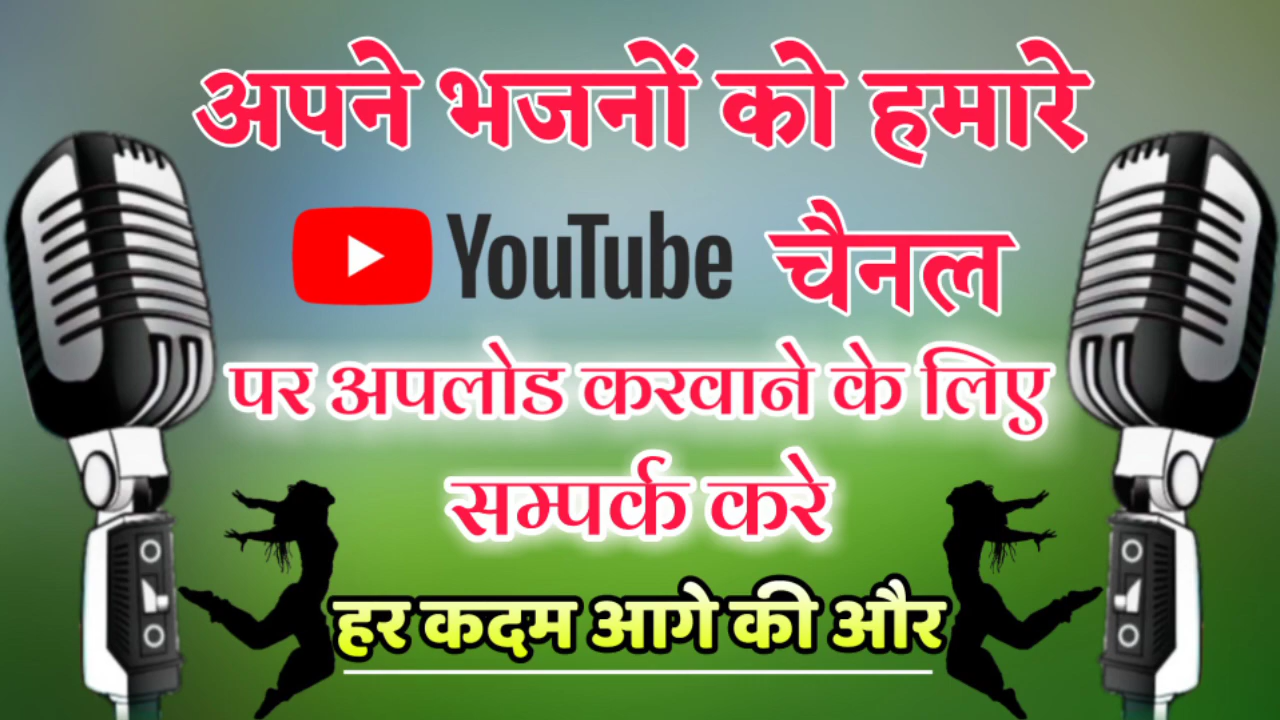 अपने भजनों को हमारे
YouTube चैनल
पर अपलोड करवाने के लिए
सम्पर्क करे
हर कदम आगे की और